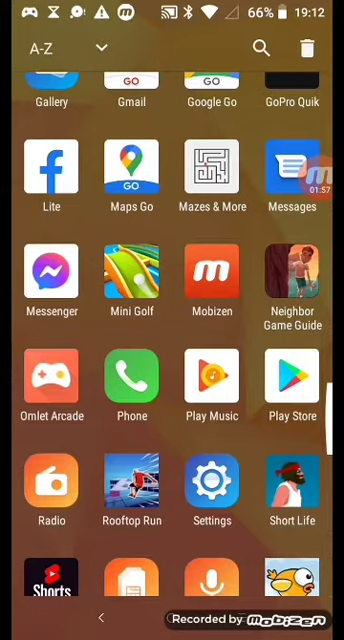 66% 19:12
A-Z
GO
GO
Gallery
Gmail
Google Go
GoPro Quik
GO
01:57
Lite
Maps Go
Mazes & More
Messages
Messenger
Mini Golf
Mobizen
Neighbor
Game Guide
Omlet Arcade
Phone
Play Music
Play Store
Radio
Rooftop Run
Settings
Short Life
Shorts
Recorded by mobizen